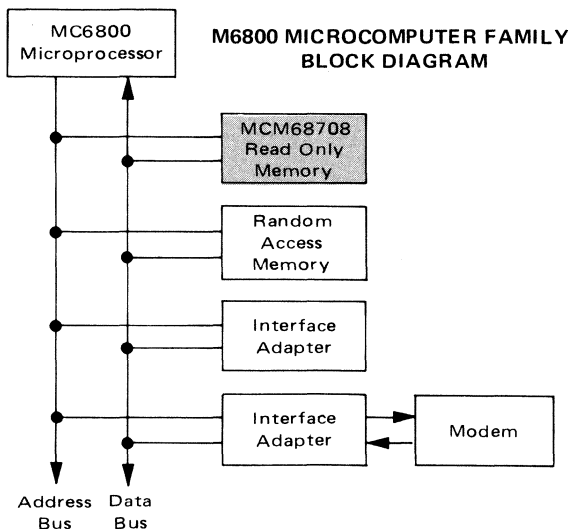 MC6800
Microprocessor
M6800 MICROCOMPUTER FAMILY
BLOCK DIAGRAM
MCM68708
Read Only
Memory
Random
Access
Memory
Interface
Adapter
Interface
Adapter
Modem
Address
Bus
Data
Bus